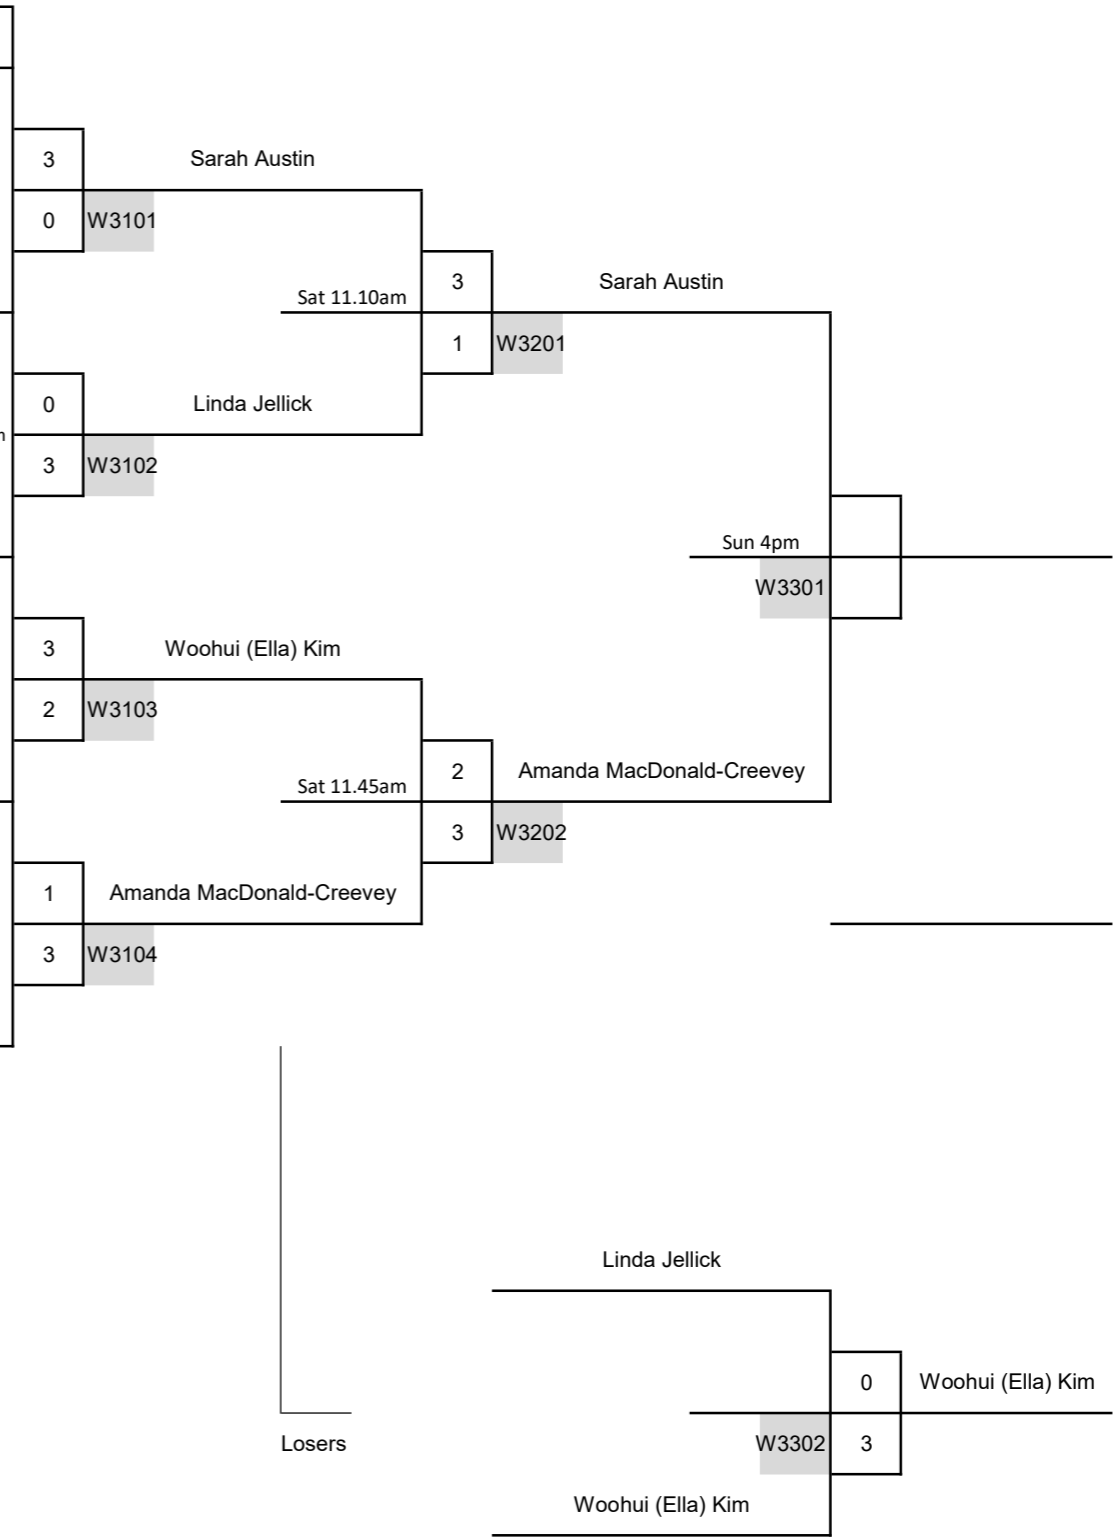 3
Sarah Austin
0
W3101
3
Sarah Austin
Sat 11.10am
1
W3201
0
Linda Jellick
3
W3102
Sun 4pm
W3301
3
Woohui (Ella) Kim
2
W3103
2
Amanda MacDonald-Creevey
Sat 11.45am
3
W3202
1
Amanda MacDonald-Creevey
3
W3104
Linda Jellick
0
Woohui (Ella) Kim
Losers
W3302
3
Woohui (Ella) Kim